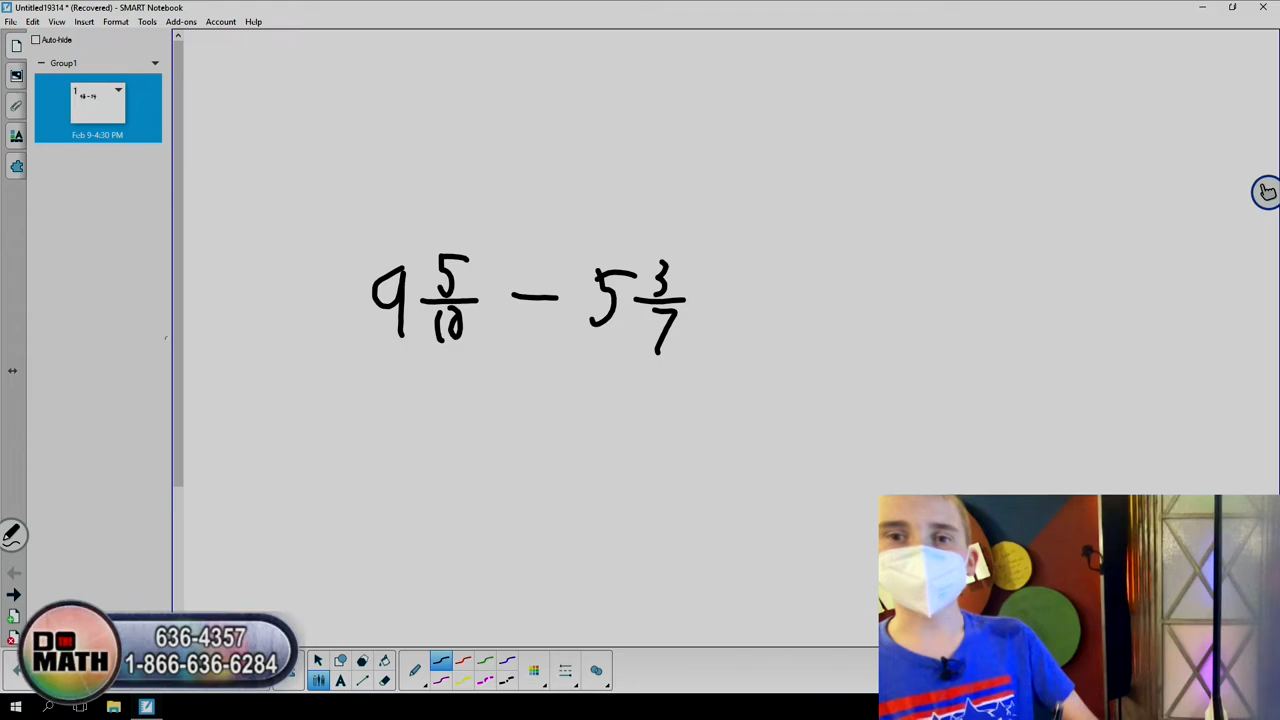 Untitled19314 * (Recovered) - SMART Notebook
File Edit View Insert Format Tools Add-ons Account Help
Auto-hide
Group1
1
Feb 9-4:30 PM
9 5/10 - 5 3/7
DO THE MATH
636-4357
1-866-636-6284
A